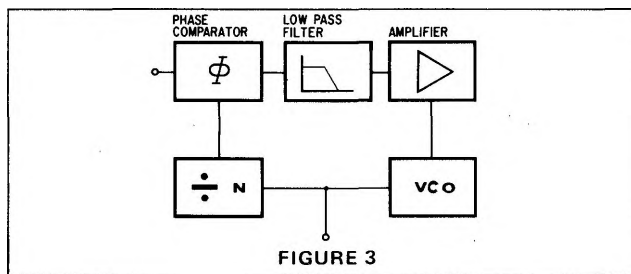 PHASE COMPARATOR
LOW PASS FILTER
AMPLIFIER
Φ
÷ N
VCO
FIGURE 3